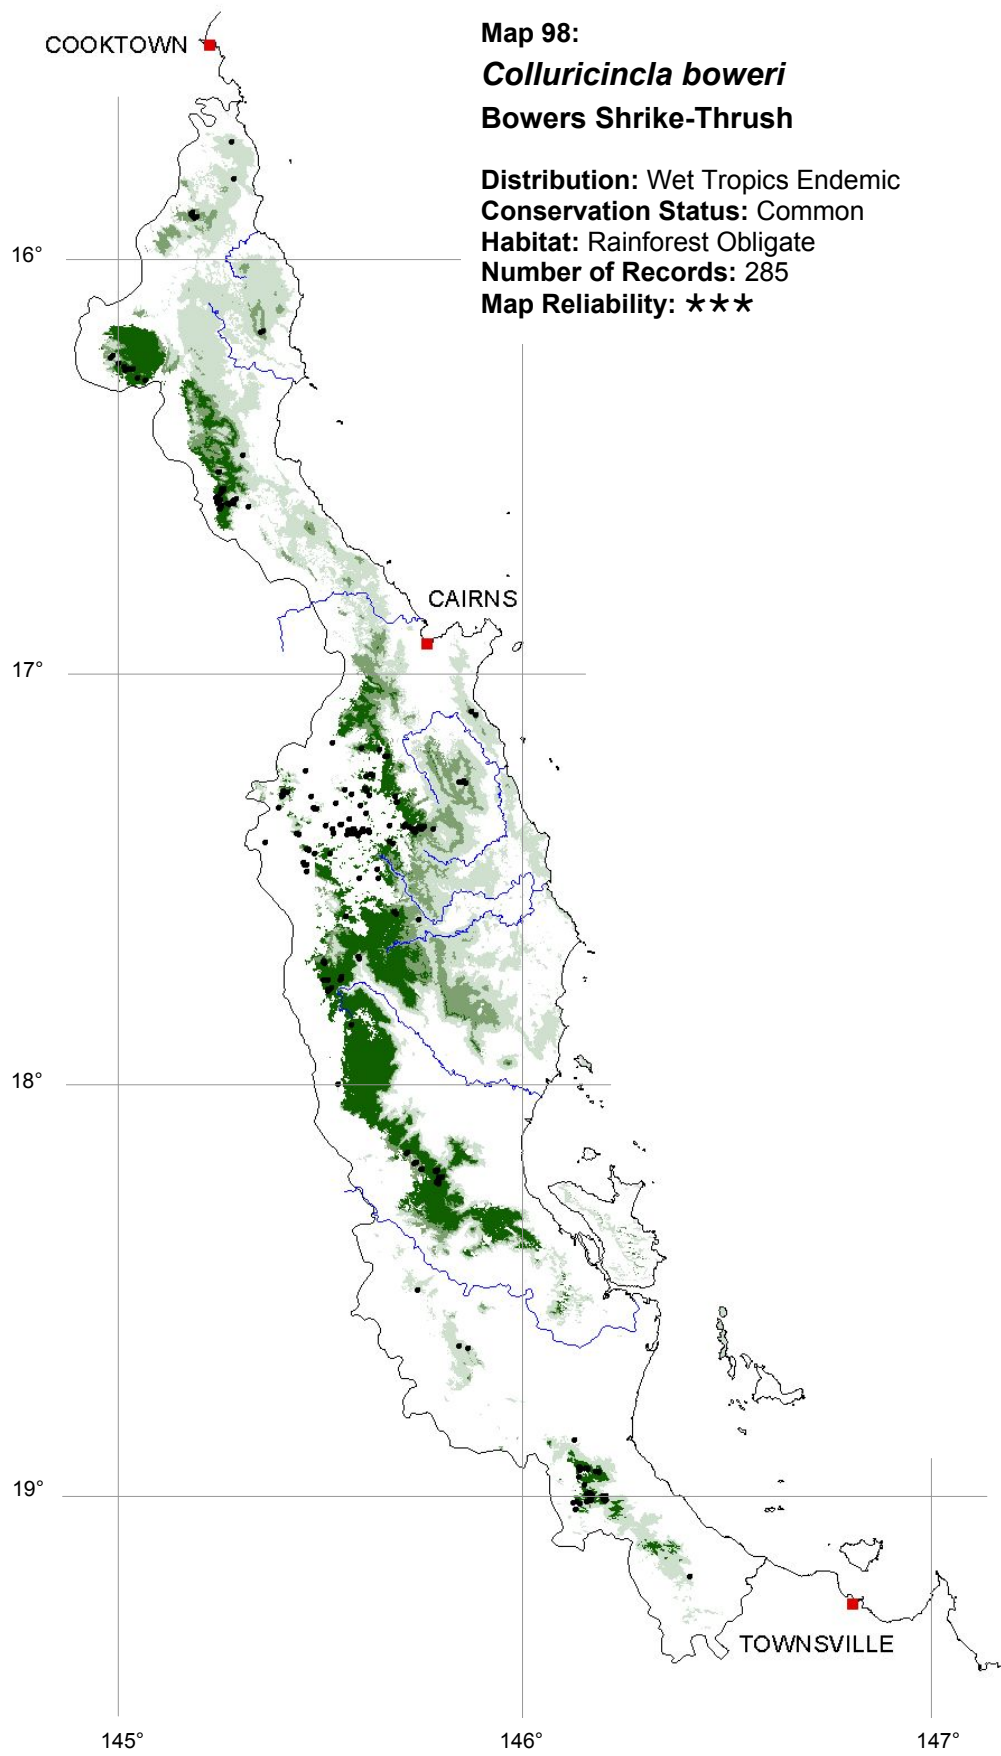 Map 98:
Colluricincla boweri
Bowers Shrike-Thrush
Distribution: Wet Tropics Endemic
Conservation Status: Common
Habitat: Rainforest Obligate
Number of Records: 285
Map Reliability: ***
COOKTOWN
16°
CAIRNS
17°
18°
19°
TOWNSVILLE
145° 146° 147°